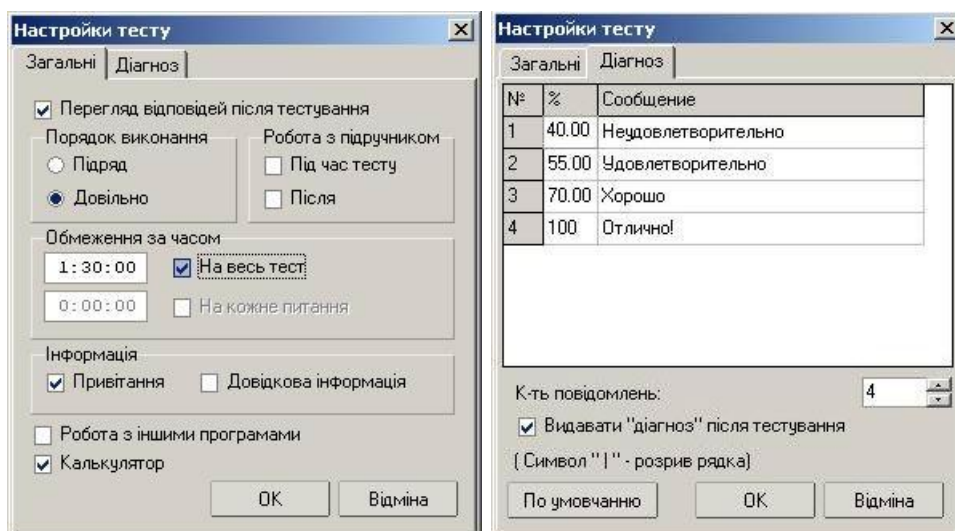 Настройки тесту
Загальні Діагноз
Перегляд відповідей після тестування
Порядок виконання
Підряд
Довільно
Робота з підручником
Під час тесту
Після
Обмеження за часом
1:30:00 На весь тест
0:00:00 На кожне питання
Інформація
Привітання Довідкова інформація
Робота з іншими програмами
Калькулятор
OK Відміна
Настройки тесту
Загальні Діагноз
№ % Сообщение
1 40.00 Неудовлетворительно
2 55.00 Удовлетворительно
3 70.00 Хорошо
4 100 Отлично!
К-ть повідомлень: 4
Видавати "діагноз" після тестування
( Символ " | " - розрив рядка)
По умовчанню OK Відміна